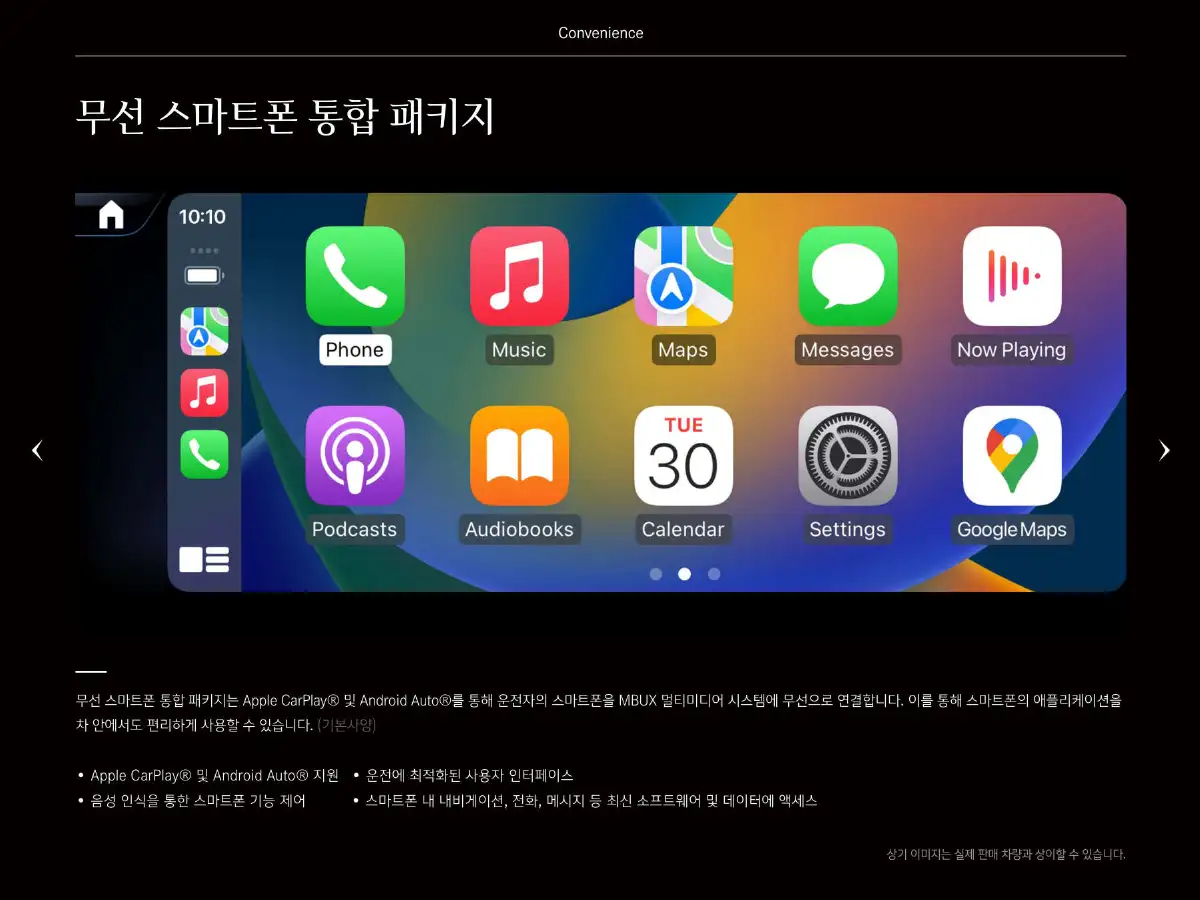 Convenience
무선 스마트폰 통합 패키지
10:10
Phone
Music
Maps
Messages
Now Playing
TUE
30
Podcasts
Audiobooks
Calendar
Settings
Google Maps
무선 스마트폰 통합 패키지는 Apple CarPlay® 및 Android Auto®를 통해 운전자의 스마트폰을 MBUX 멀티미디어 시스템에 무선으로 연결합니다. 이를 통해 스마트폰의 애플리케이션을
차 안에서도 편리하게 사용할 수 있습니다. (기본사양)
• Apple CarPlay® 및 Android Auto® 지원 • 운전에 최적화된 사용자 인터페이스
• 음성 인식을 통한 스마트폰 기능 제어 • 스마트폰 내 내비게이션, 전화, 메시지 등 최신 소프트웨어 및 데이터에 액세스
상기 이미지는 실제 판매 차량과 상이할 수 있습니다.